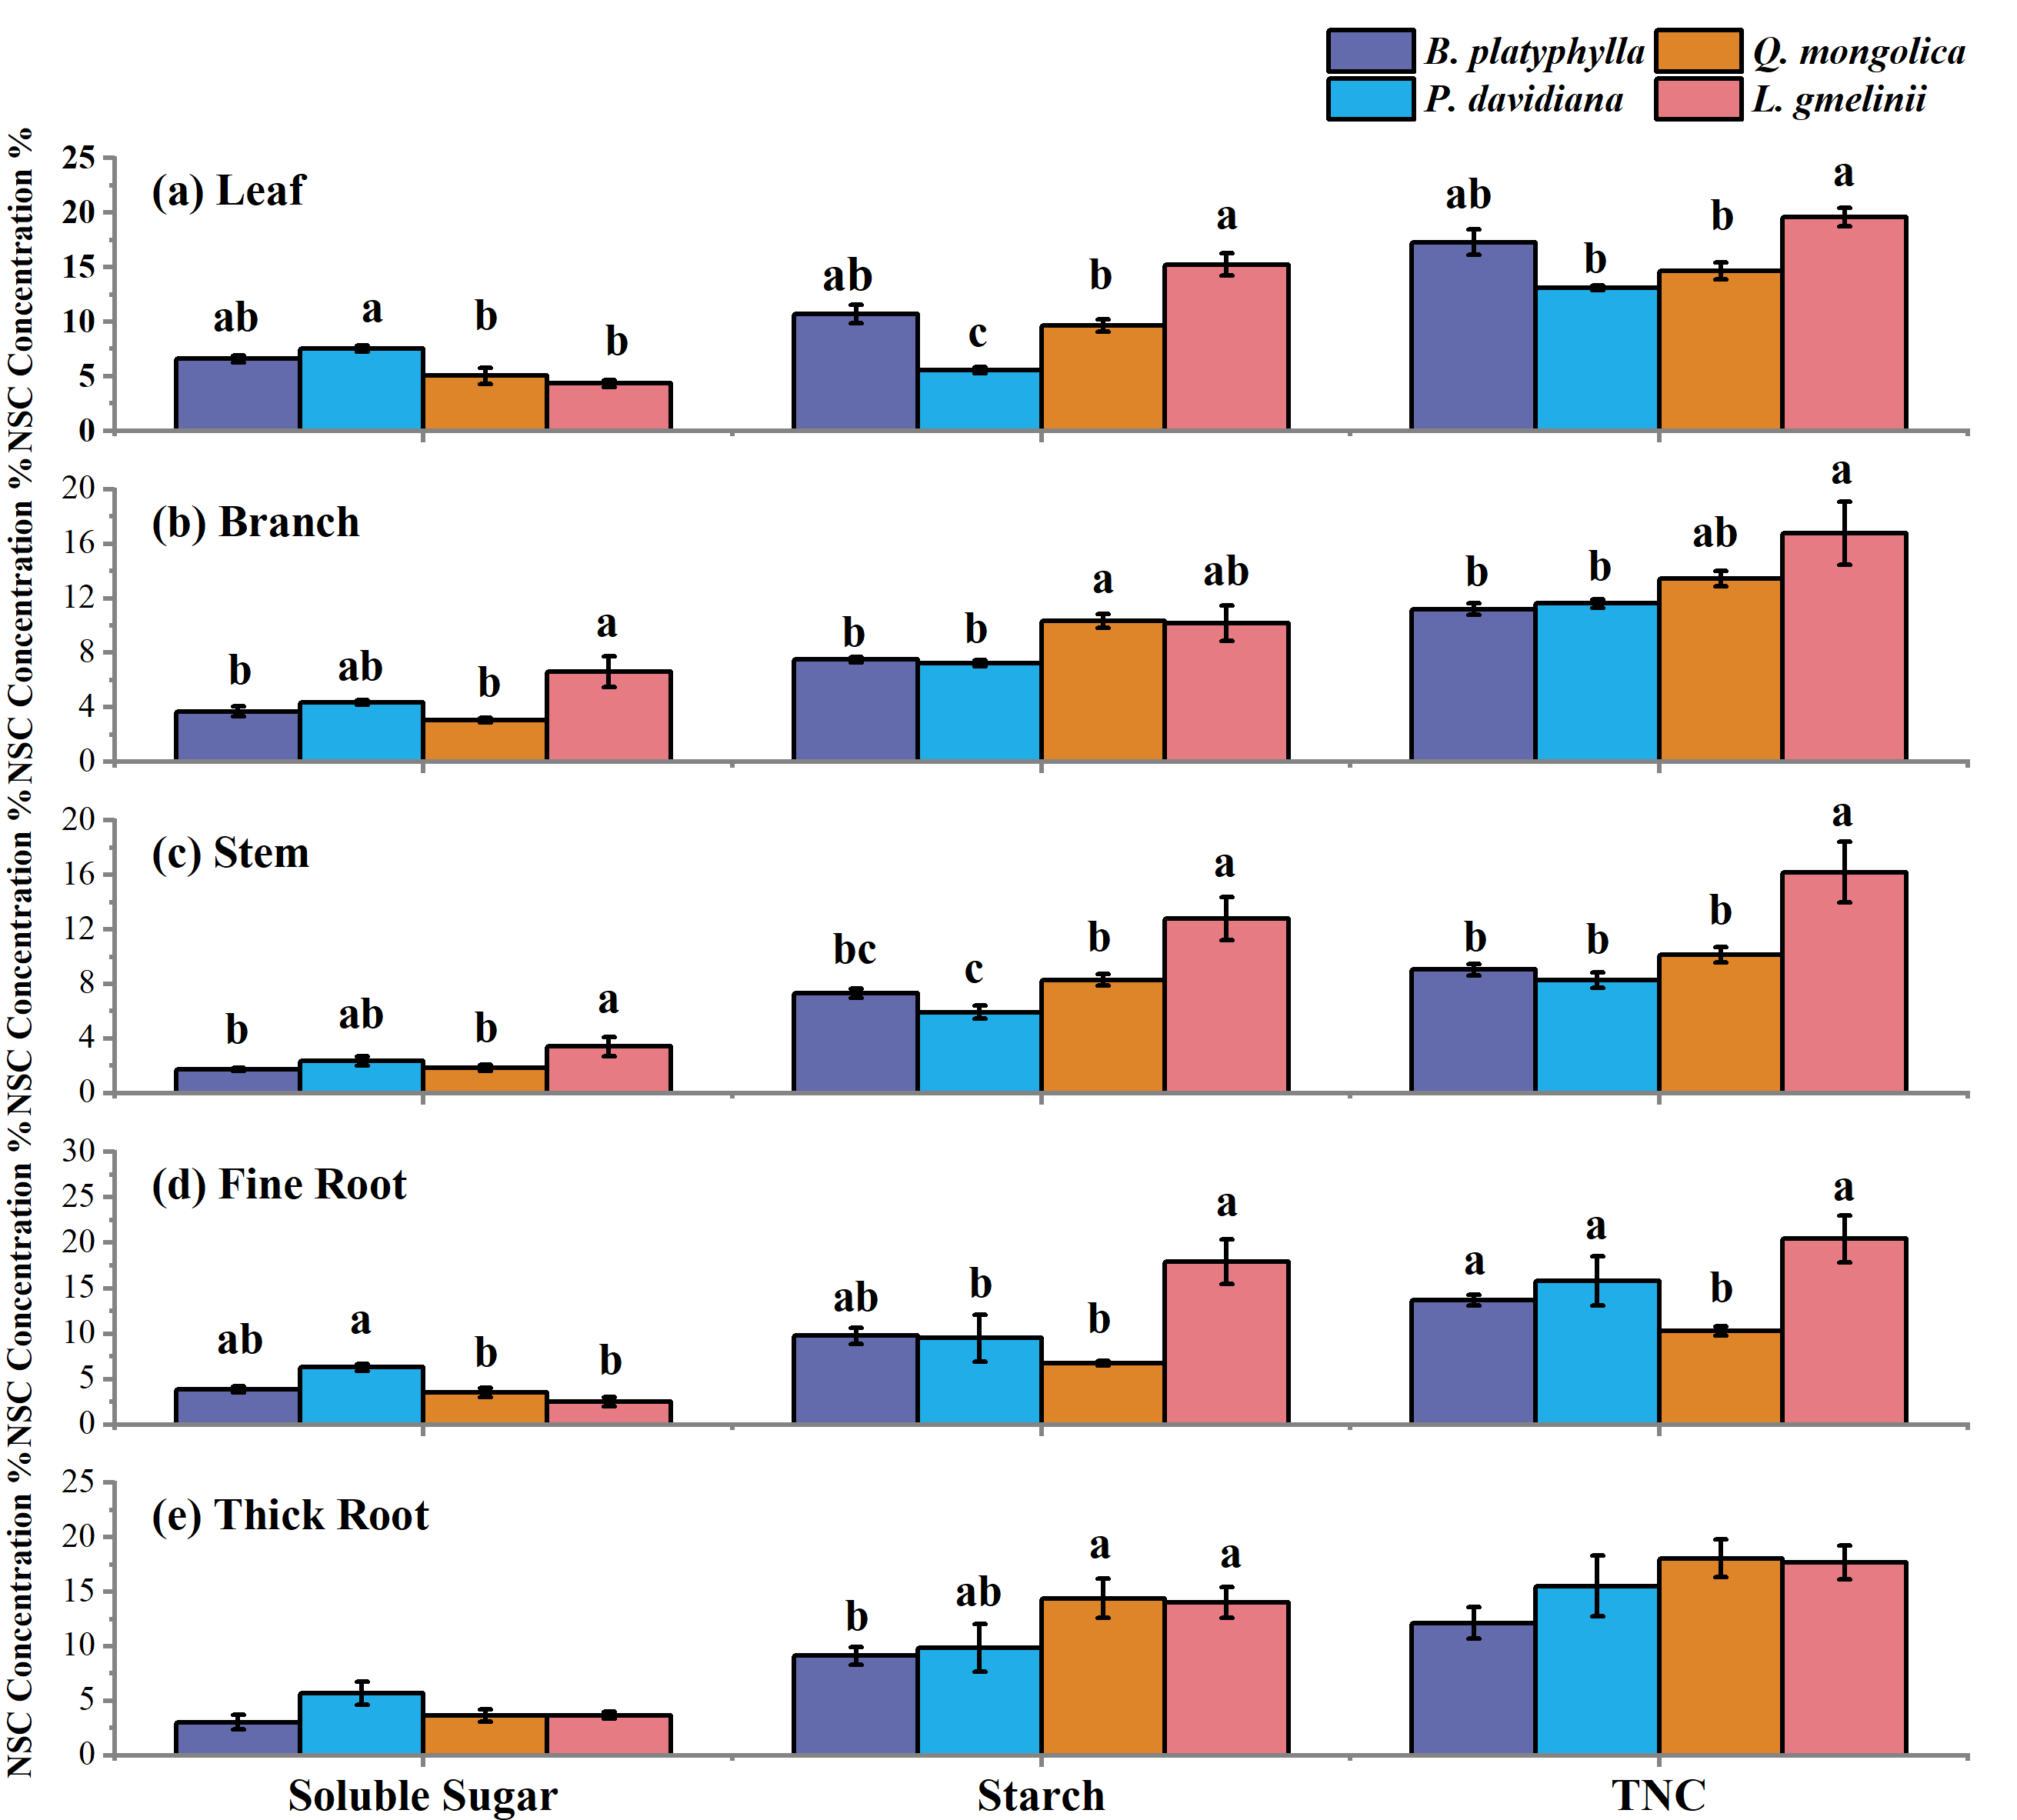 B. platyphylla Q. mongolica
P. davidiana L. gmelinii
NSC Concentration %
25
20
15
10
5
0
(a) Leaf
ab a b b
ab c b a
ab b b a
NSC Concentration %
20
16
12
8
4
0
(b) Branch
b ab b a
b b a ab
b b ab a
NSC Concentration %
20
16
12
8
4
0
(c) Stem
b ab b a
bc c b a
b b b a
NSC Concentration %
30
25
20
15
10
5
0
(d) Fine Root
ab a b b
ab b b a
a a b a
NSC Concentration %
25
20
15
10
5
0
(e) Thick Root
b ab a a
Soluble Sugar Starch TNC